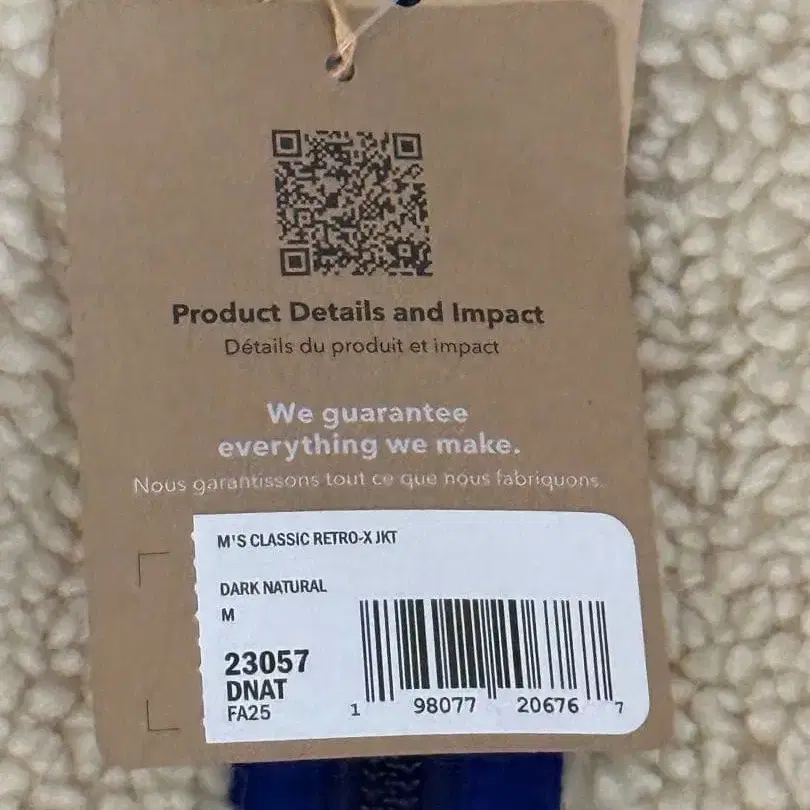 Product Details and Impact
Détails du produit et impact
We guarantee
everything we make.
Nous garantissons tout ce que nous fabriquons.
M'S CLASSIC RETRO-X JKT
DARK NATURAL
M
23057
DNAT
FA25
1 98077 20676 7